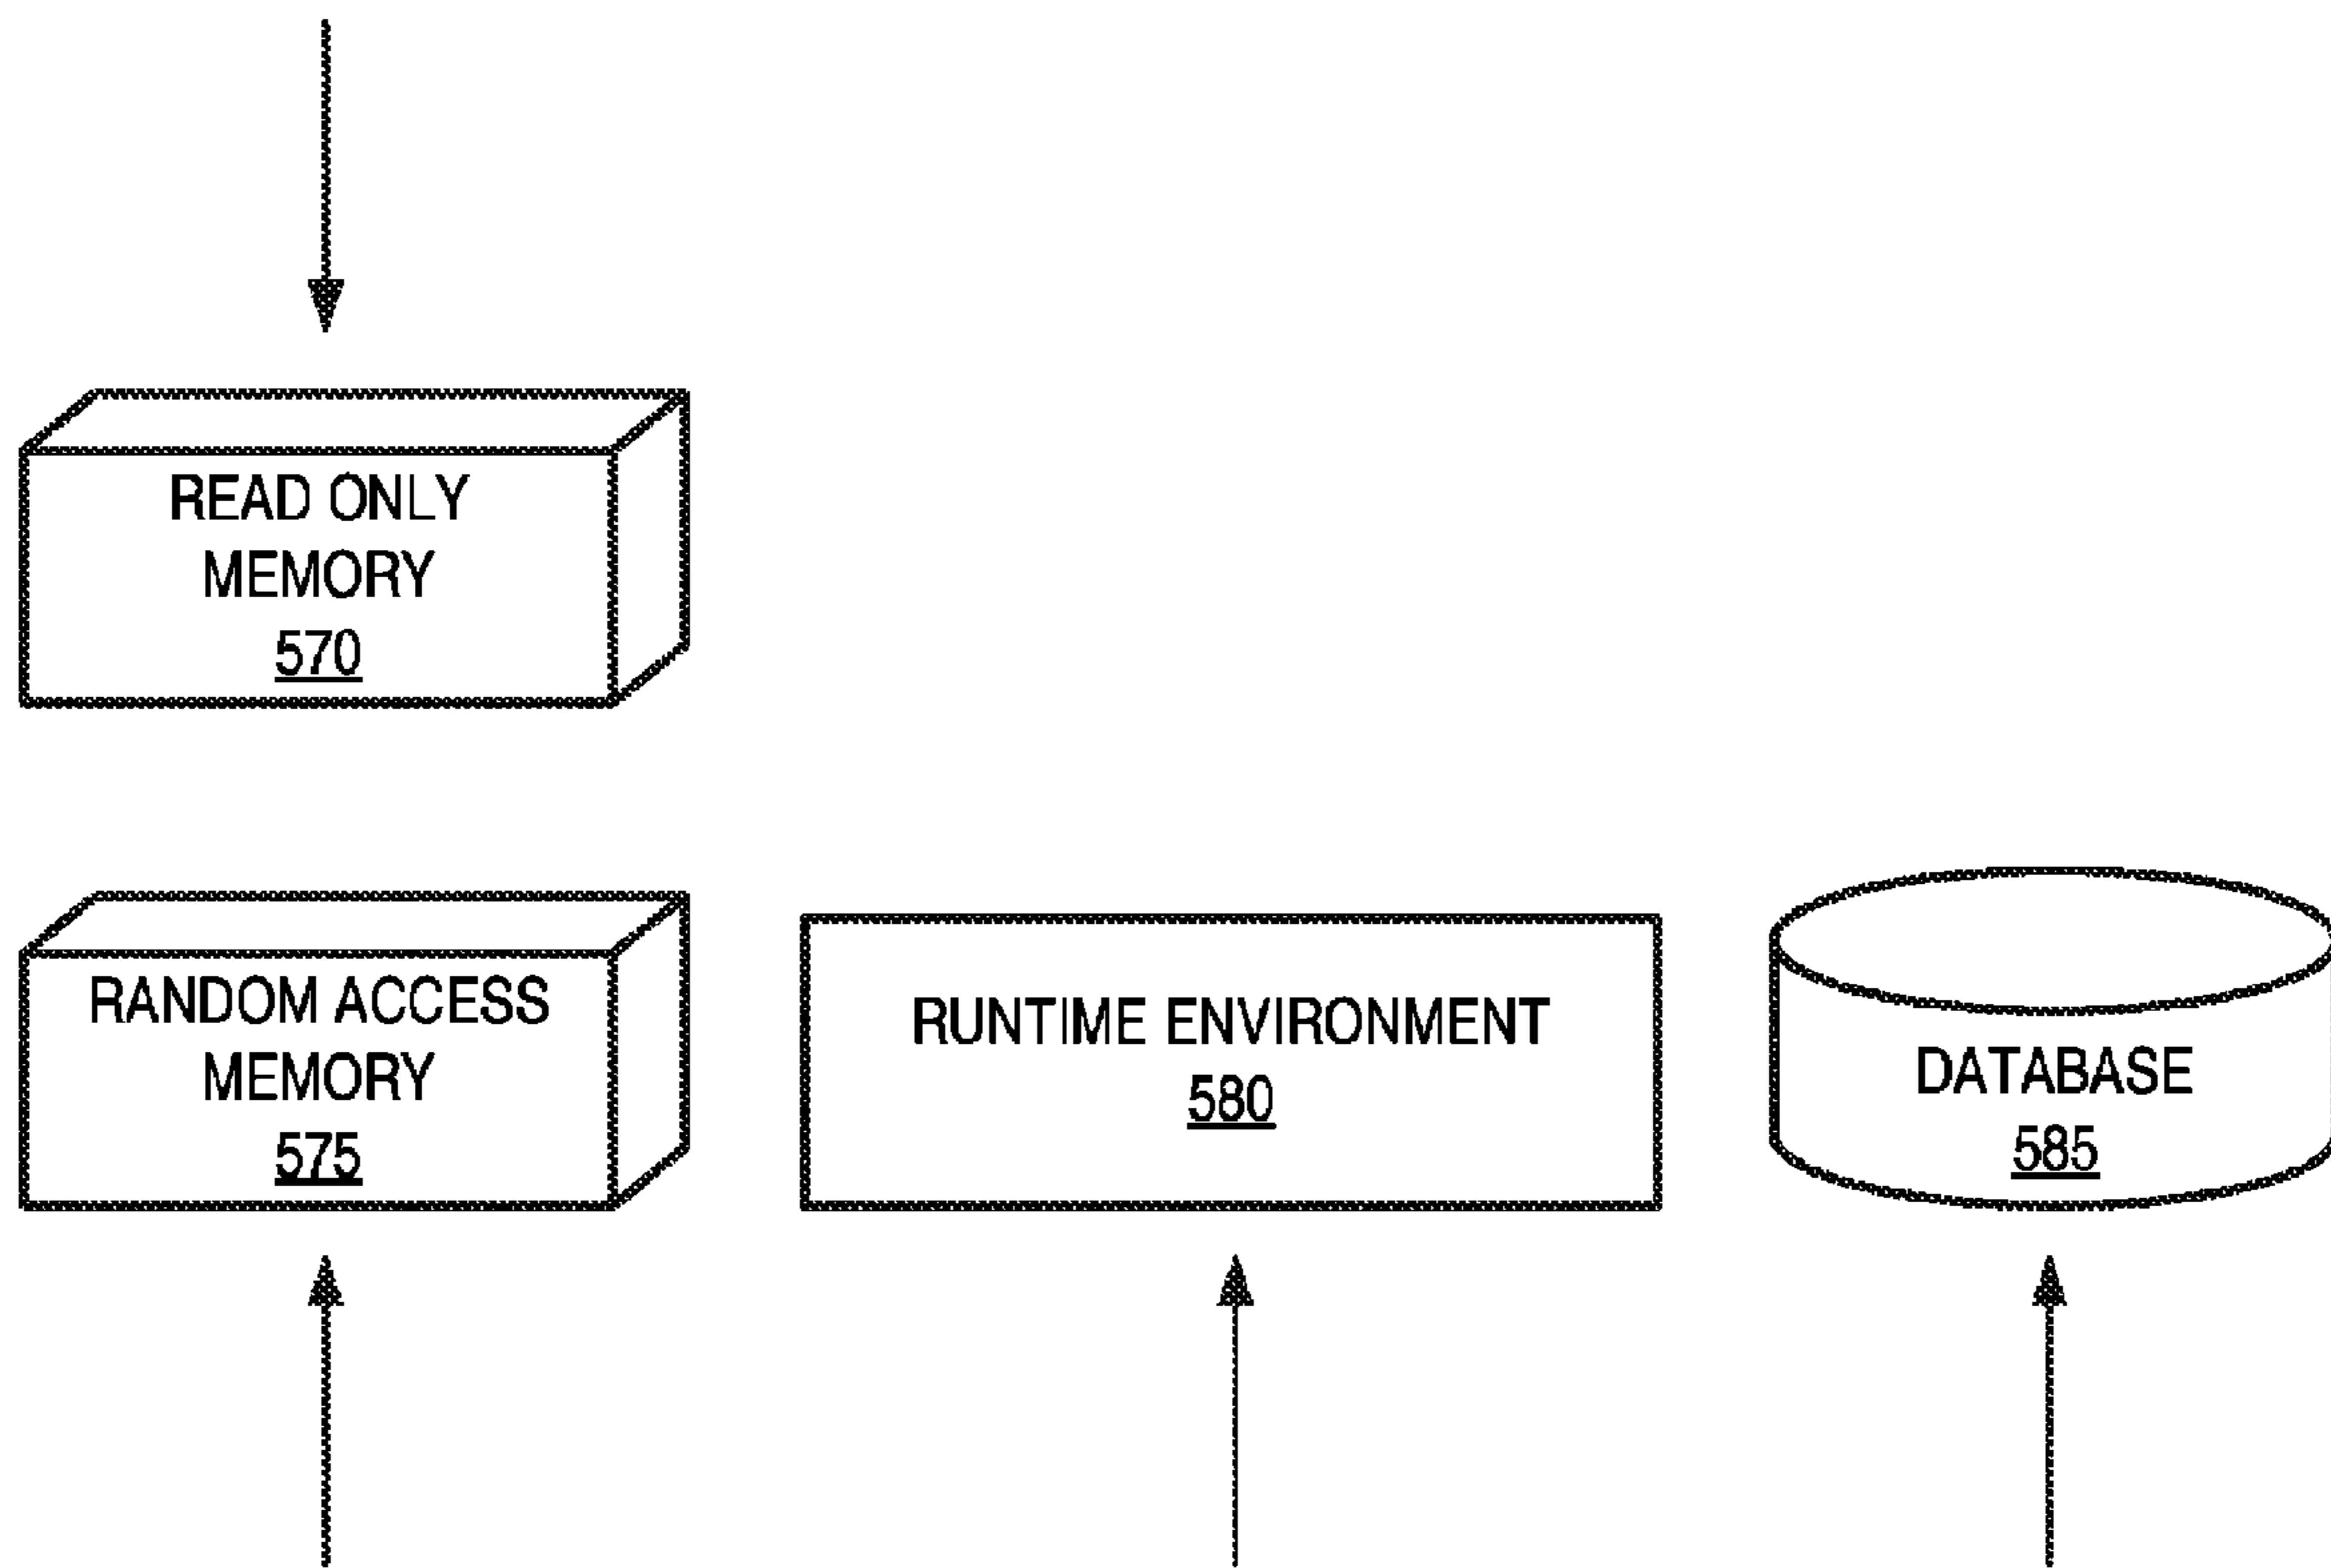 READ ONLY
MEMORY
570
RANDOM ACCESS
MEMORY
575
RUNTIME ENVIRONMENT
580
DATABASE
585